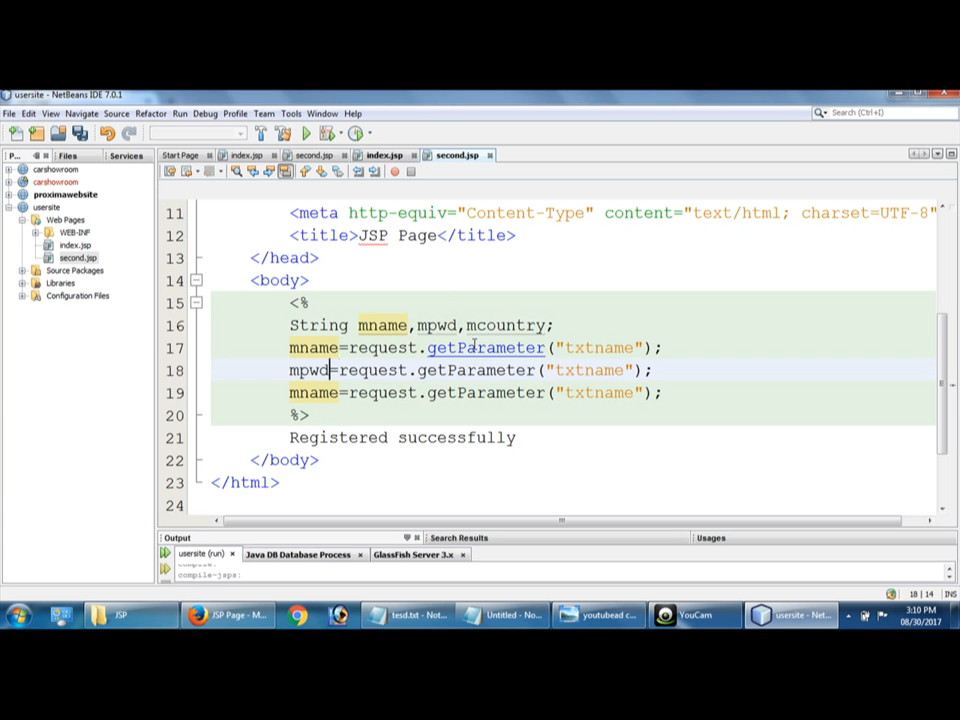 usersite - NetBeans IDE 7.0.1
File Edit View Navigate Source Refactor Run Debug Profile Team Tools Window Help
Search (Ctrl+I)
P... Files Services
Start Page index.jsp second.jsp index.jsp second.jsp
carshowroom
carshowroom
proximawebsite
usersite
Web Pages
WEB-INF
index.jsp
second.jsp
Source Packages
Libraries
Configuration Files
11 <meta http-equiv="Content-Type" content="text/html; charset=UTF-8"
12 <title>JSP Page</title>
13 </head>
14 <body>
15 <%
16 String mname,mpwd,mcountry;
17 mname=request.getParameter("txtname");
18 mpwd=request.getParameter("txtname");
19 mname=request.getParameter("txtname");
20 %>
21 Registered successfully
22 </body>
23 </html>
24
Output Search Results Usages
usersite (run) Java DB Database Process GlassFish Server 3.x
compile-jsps:
18 | 14 INS
JSP JSP Page - M... tesd.txt - Not... Untitled - No... youtubead c... YouCam usersite - Net...
3:10 PM
08/30/2017